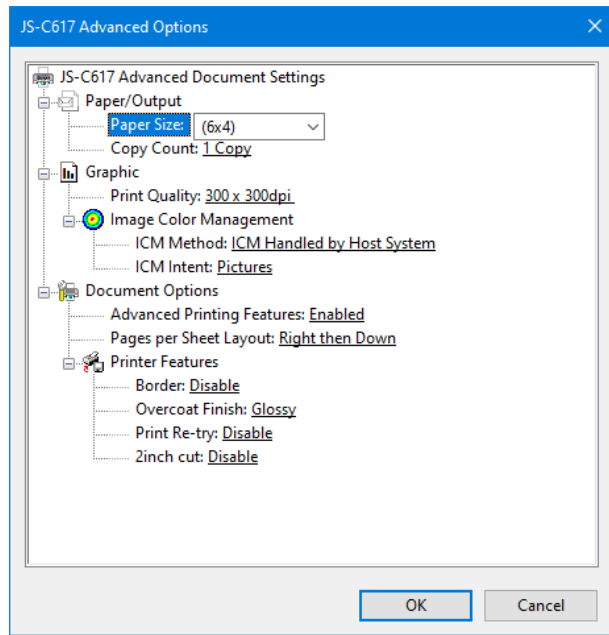 JS-C617 Advanced Options
JS-C617 Advanced Document Settings
Paper/Output
Paper Size: (6x4)
Copy Count: 1 Copy
Graphic
Print Quality: 300 x 300dpi
Image Color Management
ICM Method: ICM Handled by Host System
ICM Intent: Pictures
Document Options
Advanced Printing Features: Enabled
Pages per Sheet Layout: Right then Down
Printer Features
Border: Disable
Overcoat Finish: Glossy
Print Re-try: Disable
2inch cut: Disable
OK Cancel